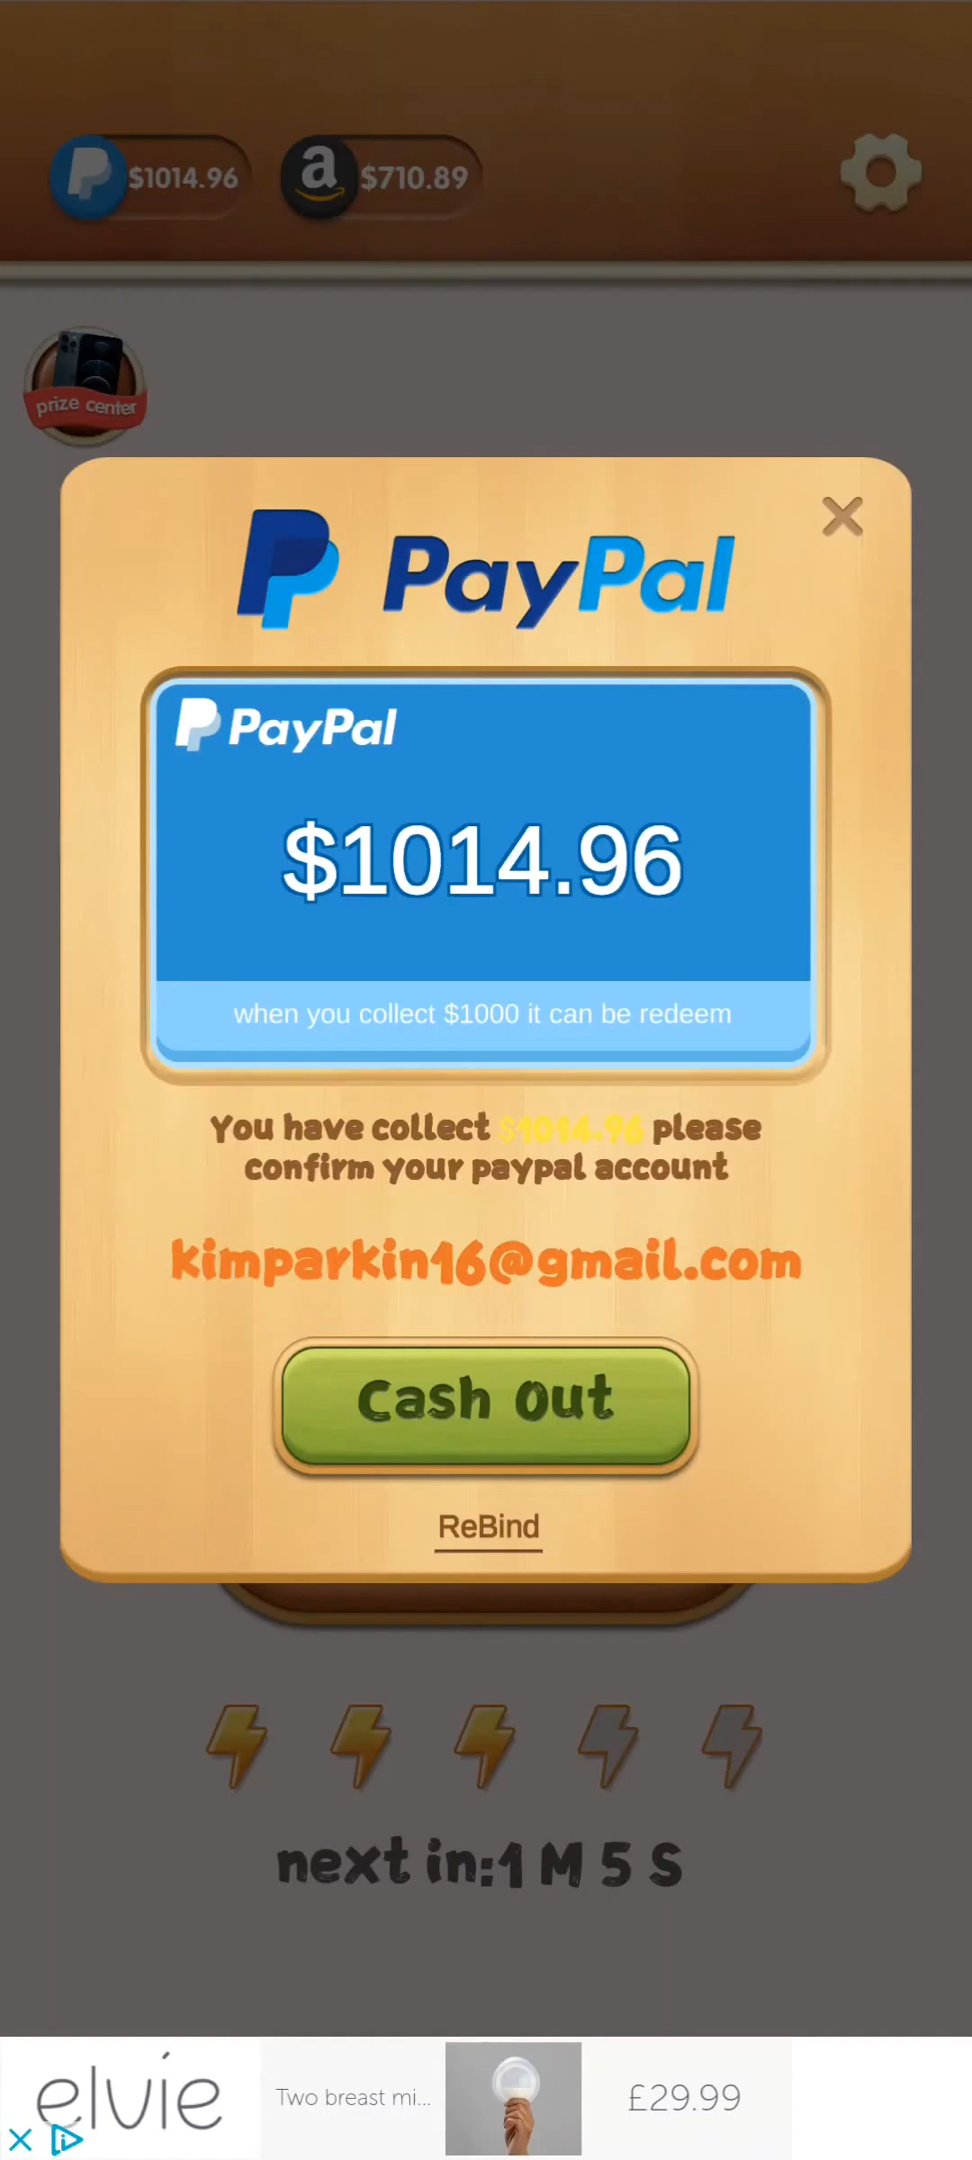 $1014.96
$710.89
prize center
PayPal
PayPal
$1014.96
when you collect $1000 it can be redeem
You have collect $1014.96 please
confirm your paypal account
kimparkin16@gmail.com
Cash Out
ReBind
next in:1 M 5 S
elvie
Two breast mi...
£29.99